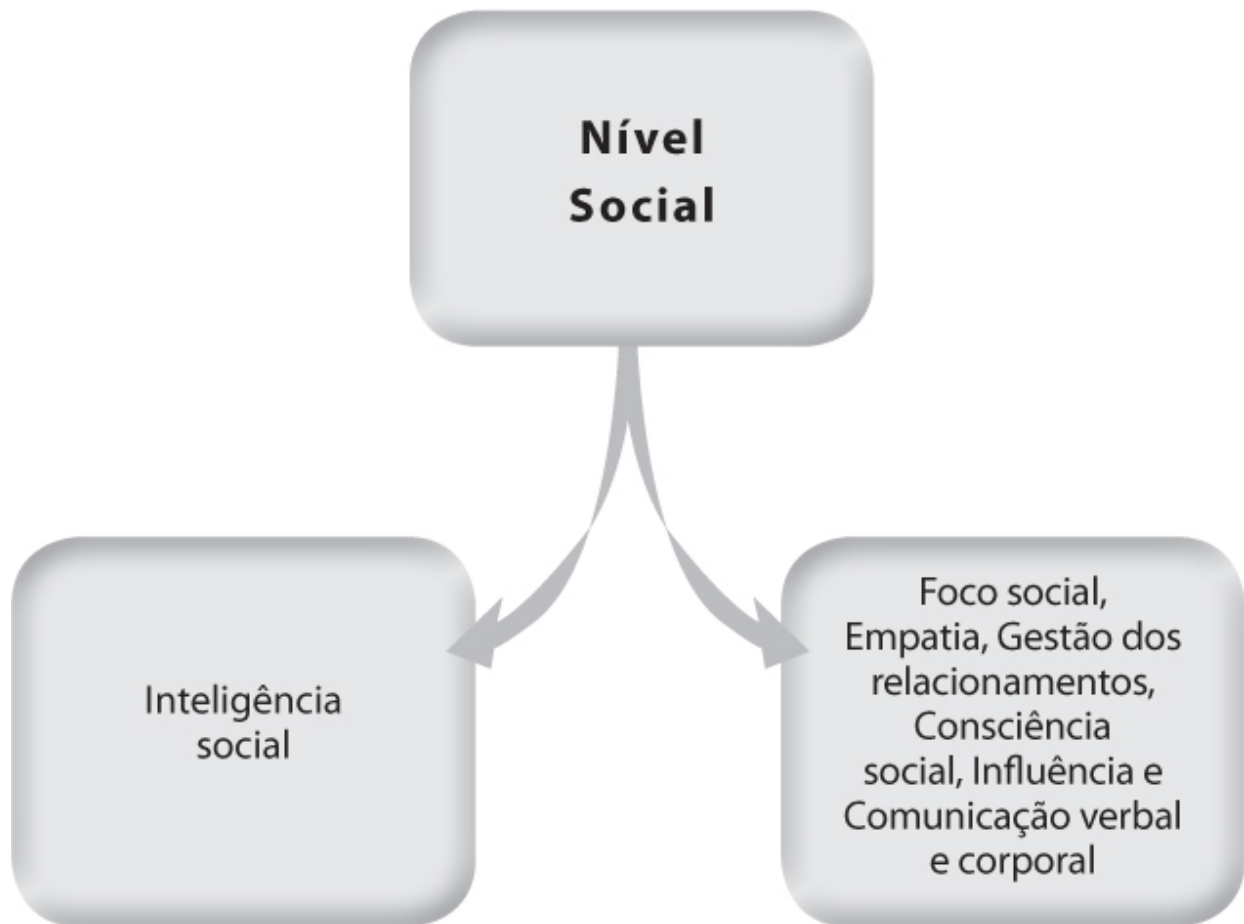 Nível
Social
Inteligência
social
Foco social,
Empatia, Gestão dos
relacionamentos,
Consciência
social, Influência e
Comunicação verbal
e corporal